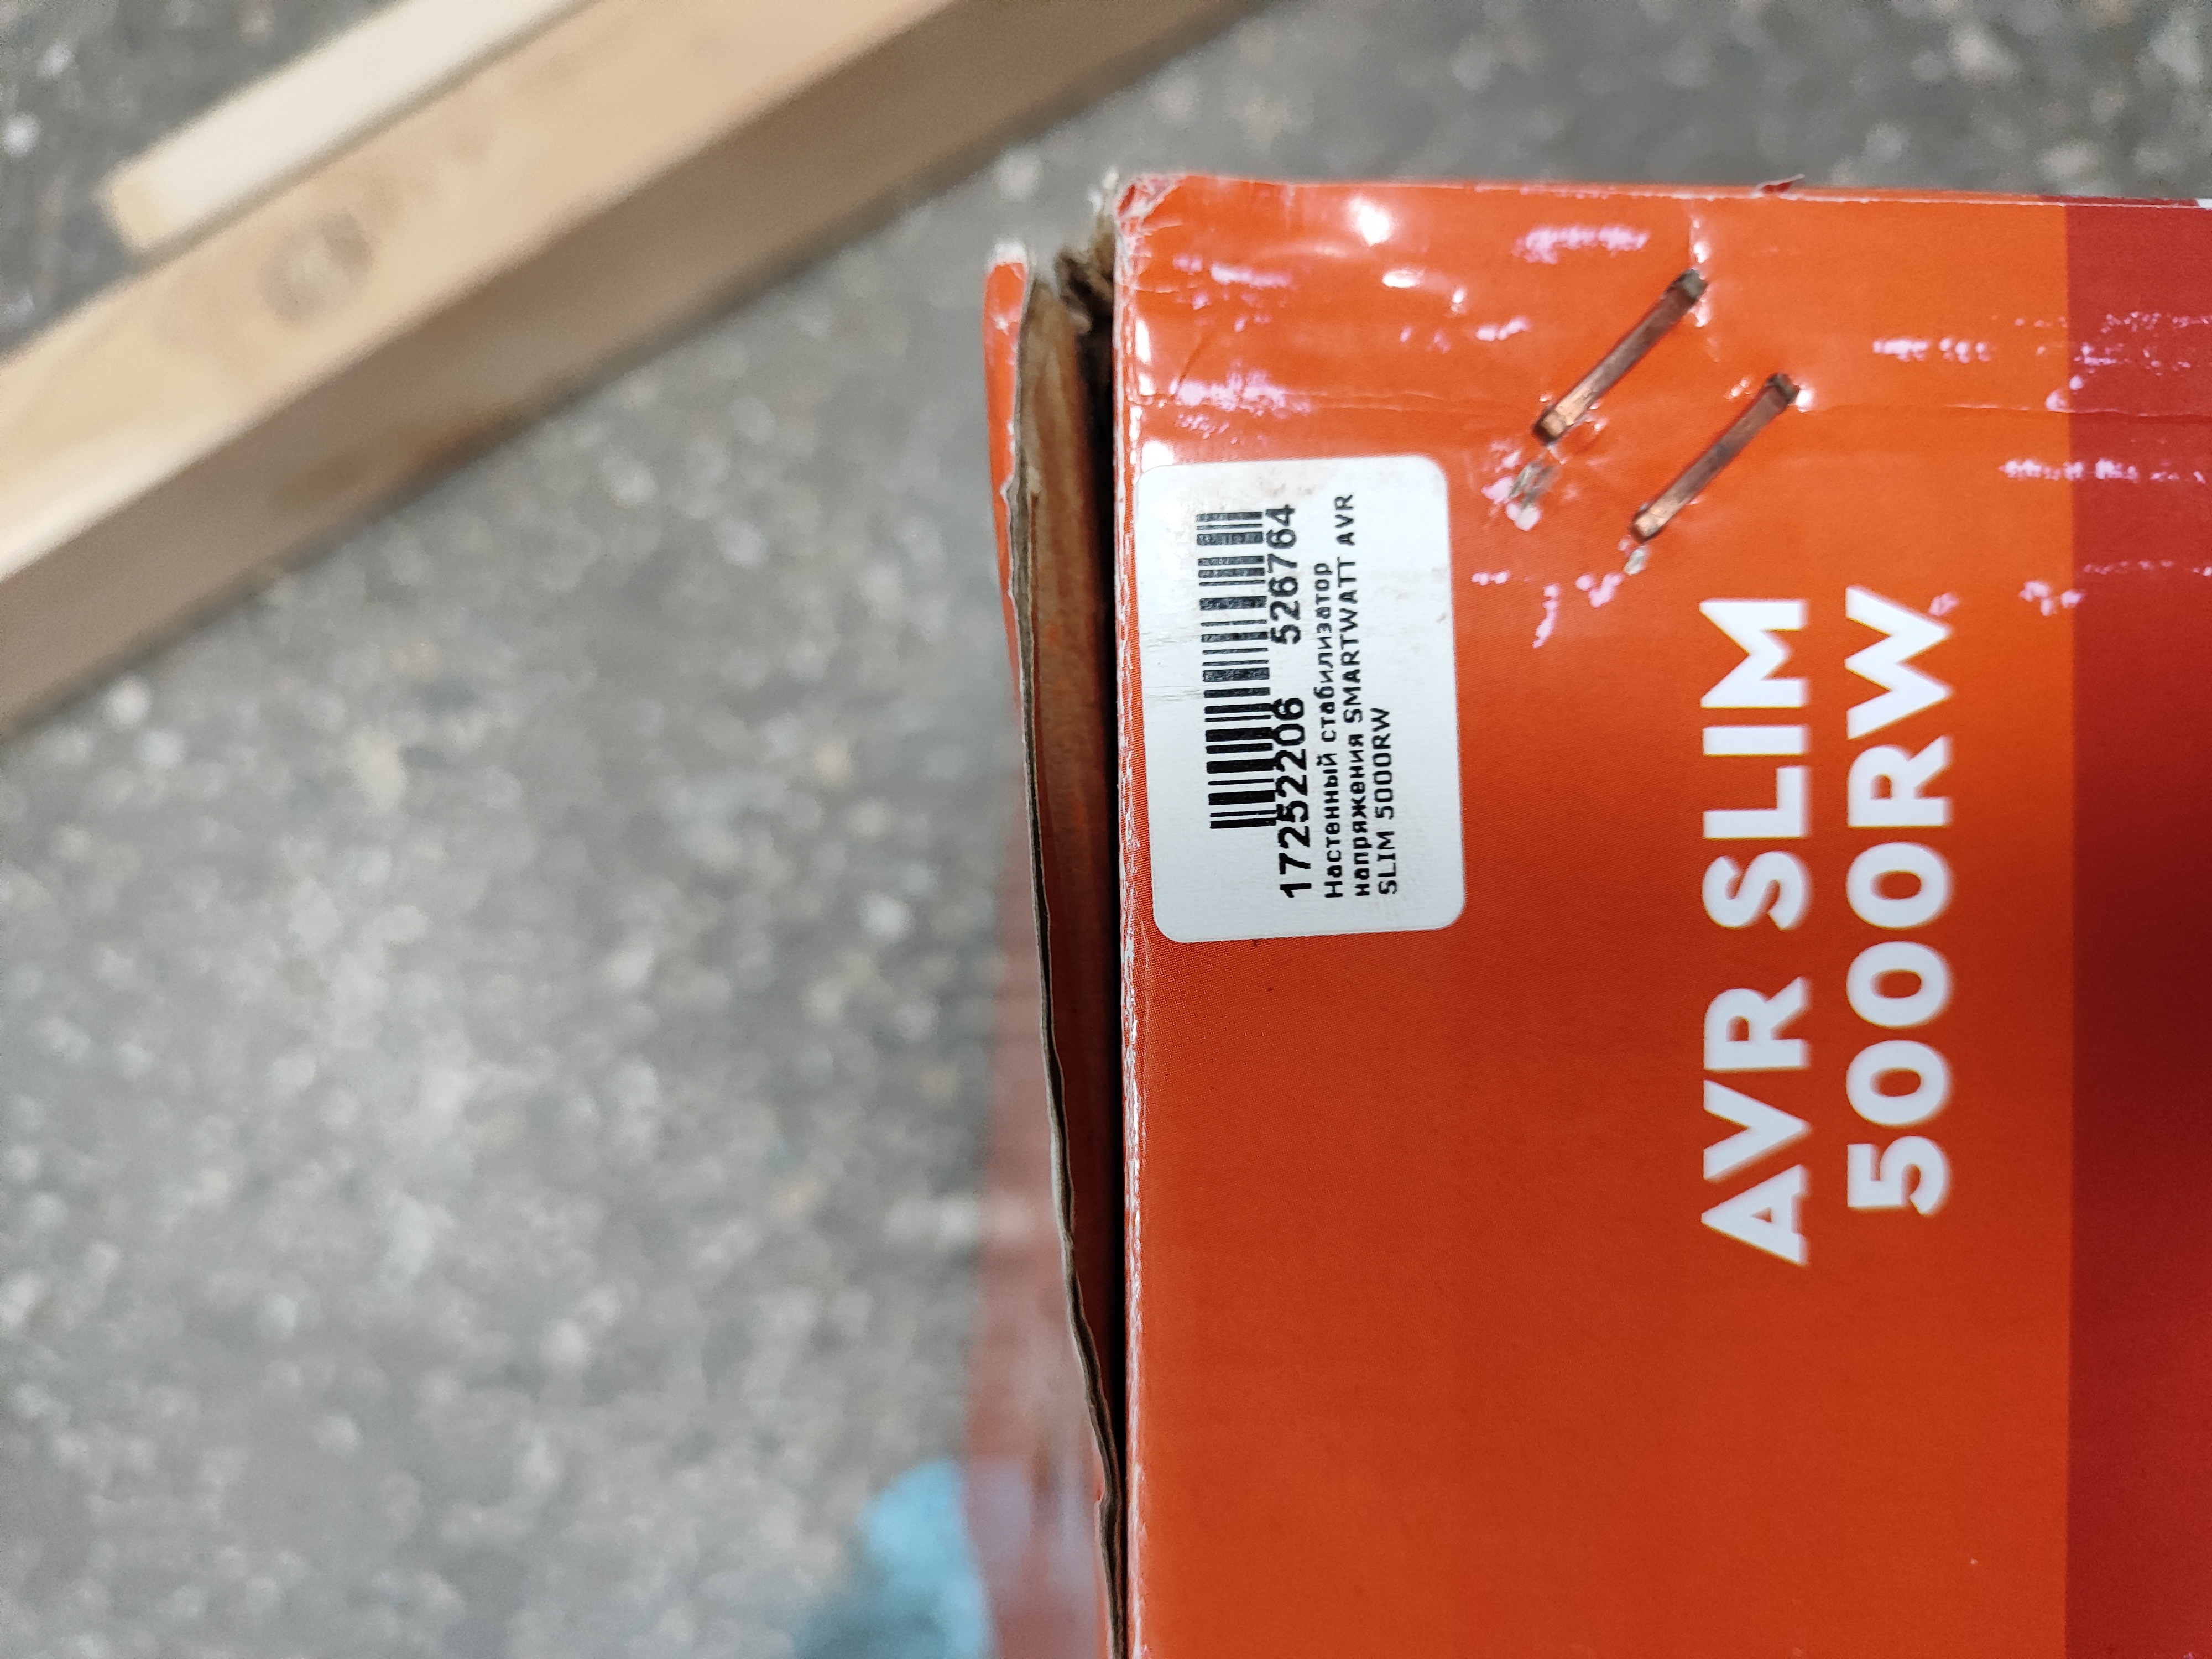 17252206 526764
Настенный стабилизатор
напряжения SMARTWATT AVR
SLIM 5000RW
AVR SLIM
5000RW